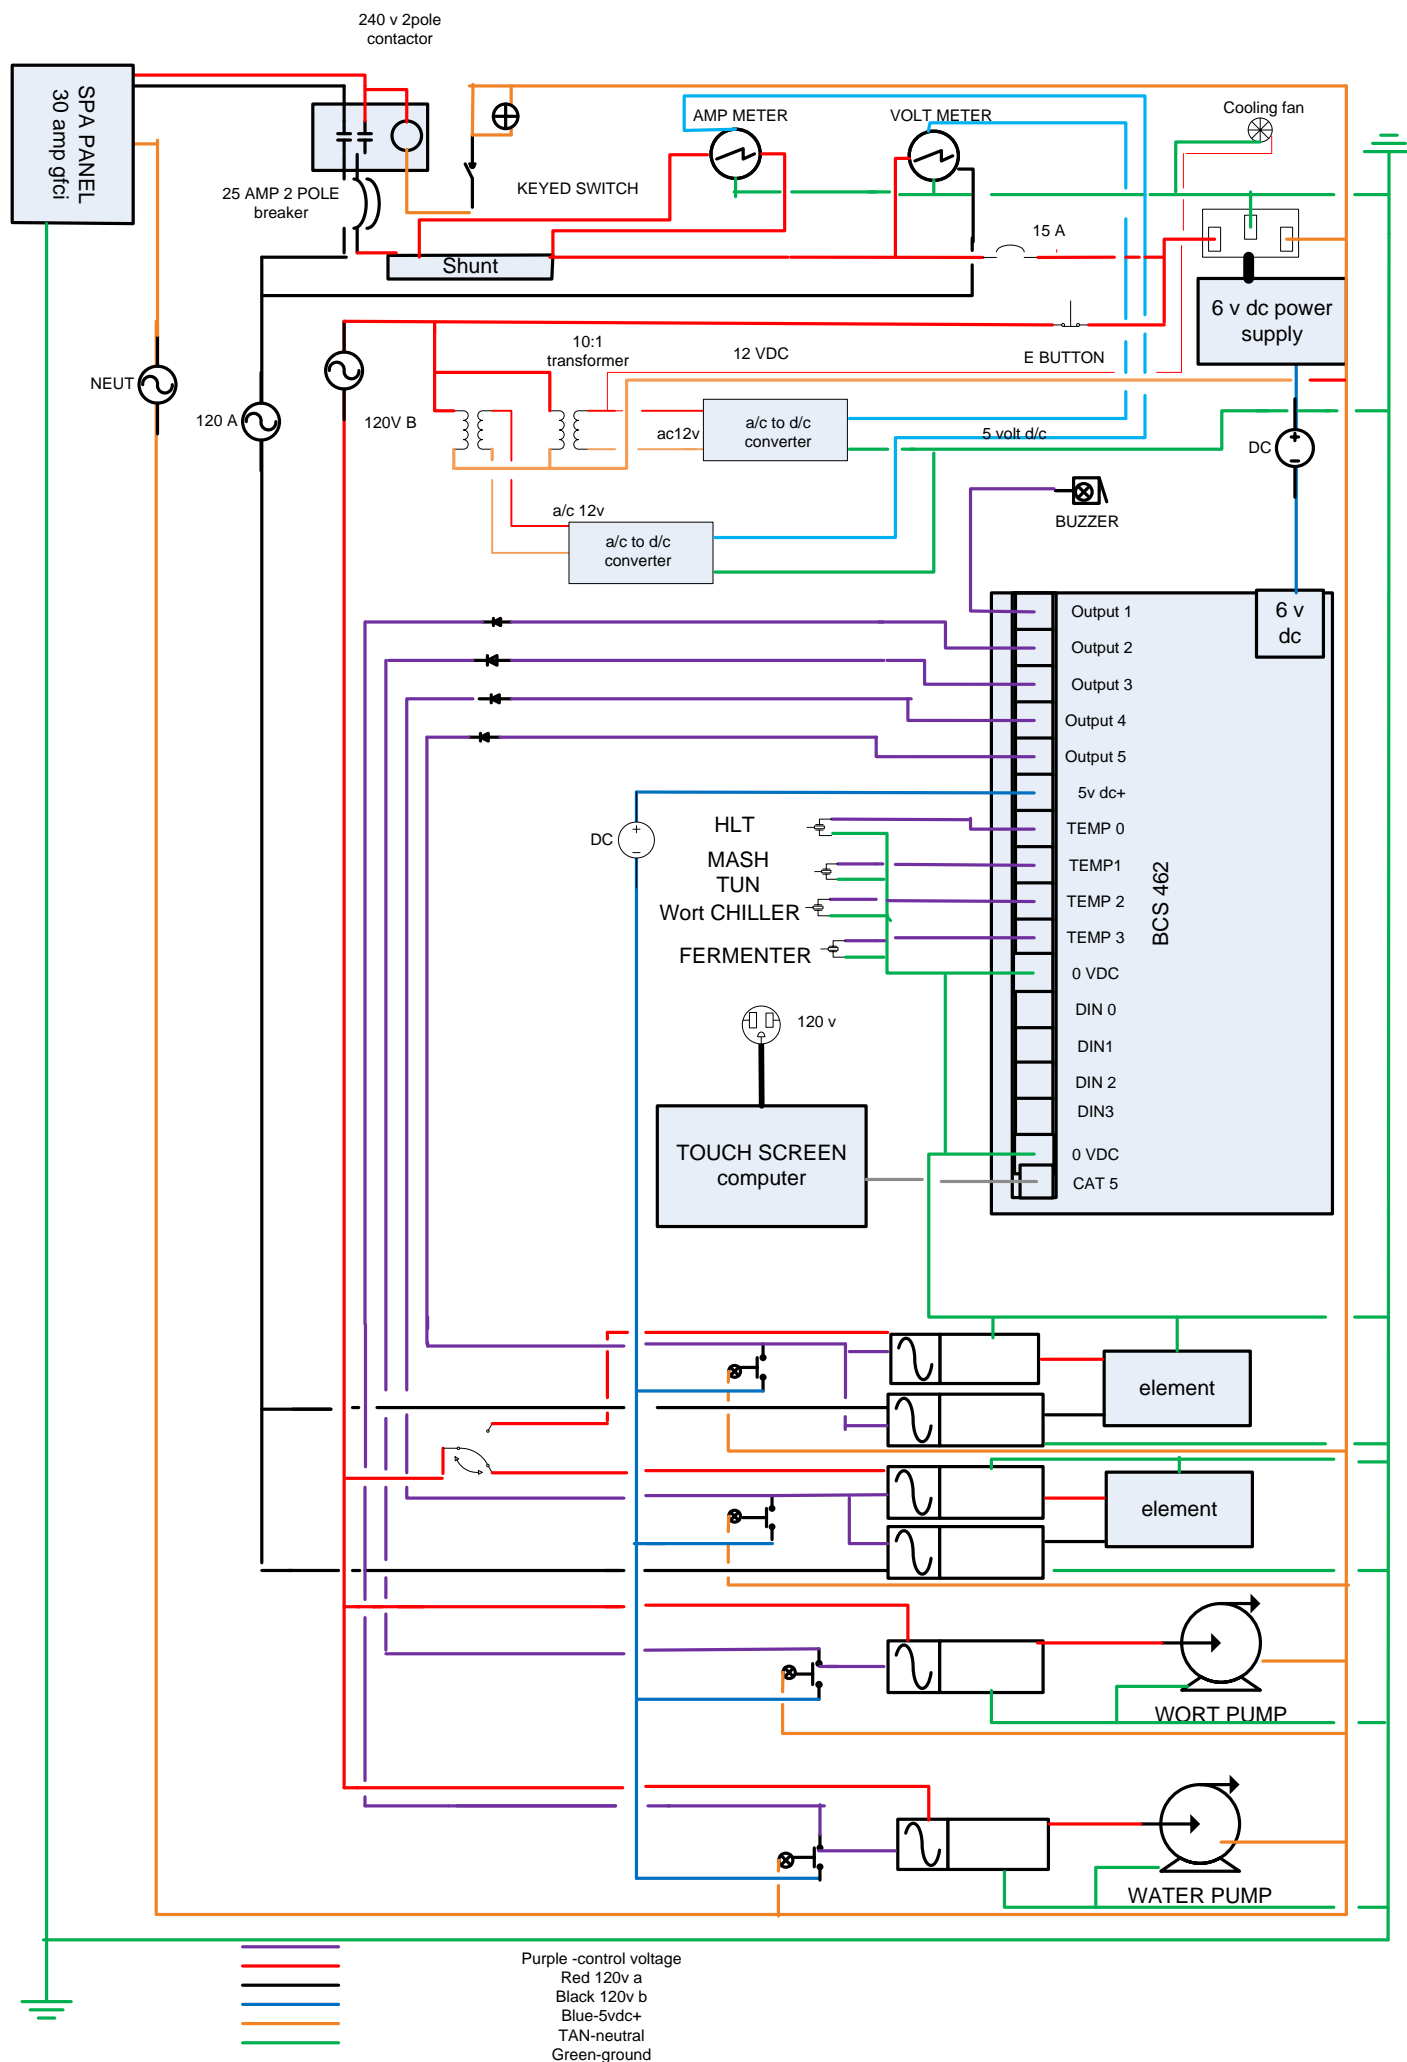 240 v 2pole
contactor
SPA PANEL
30 amp gfci
AMP METER
VOLT METER
Cooling fan
25 AMP 2 POLE
breaker
KEYED SWITCH
15 A
Shunt
6 v dc power
supply
10:1
transformer
12 VDC
E BUTTON
NEUT
120 A
120V B
ac12v
a/c to d/c
converter
5 volt d/c
DC
+
−
BUZZER
a/c 12v
a/c to d/c
converter
Output 1
6 v
dc
Output 2
Output 3
Output 4
Output 5
5v dc+
DC
+
−
HLT
TEMP 0
MASH
TUN
TEMP1
Wort CHILLER
TEMP 2
FERMENTER
TEMP 3
BCS 462
0 VDC
DIN 0
120 v
DIN1
DIN 2
DIN3
TOUCH SCREEN
computer
0 VDC
CAT 5
element
element
WORT PUMP
WATER PUMP
Purple -control voltage
Red 120v a
Black 120v b
Blue-5vdc+
TAN-neutral
Green-ground